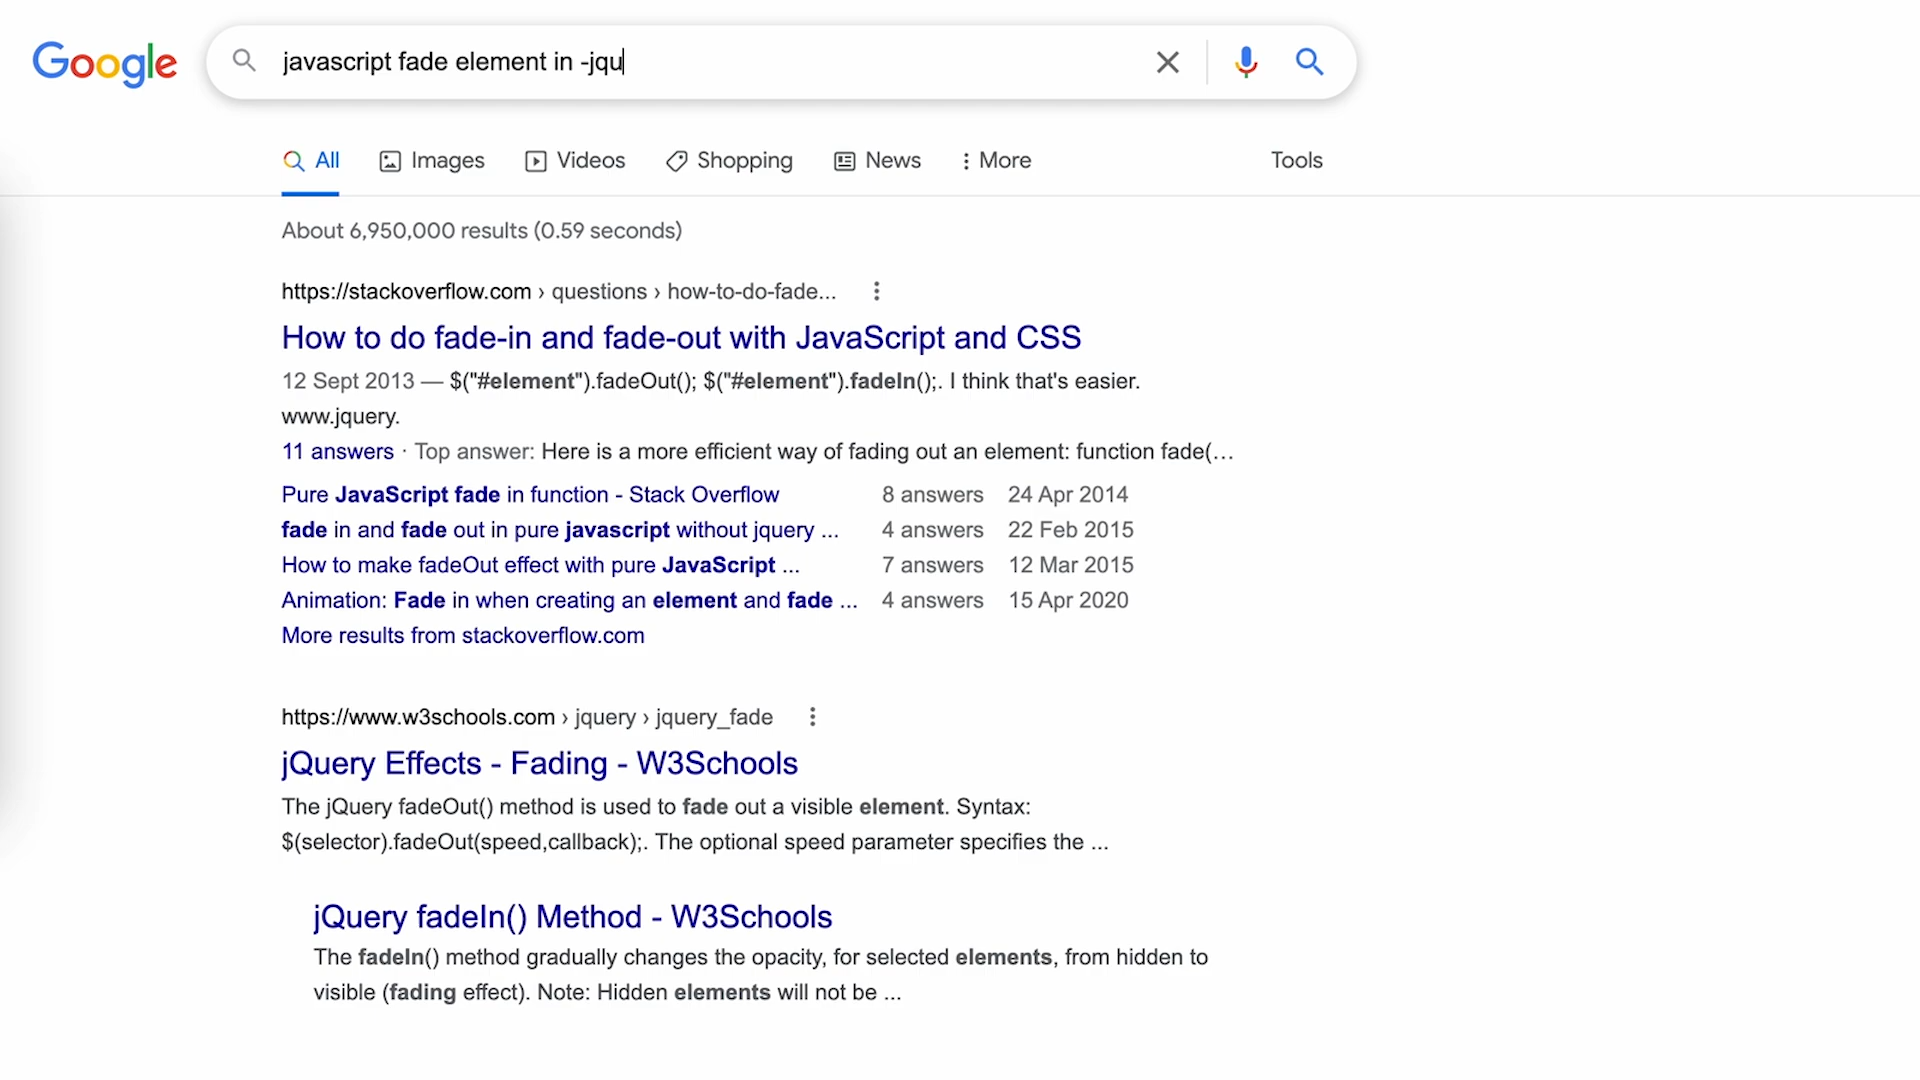 Google
javascript fade element in -jqu
All Images Videos Shopping News More Tools
About 6,950,000 results (0.59 seconds)
https://stackoverflow.com › questions › how-to-do-fade...
How to do fade-in and fade-out with JavaScript and CSS
12 Sept 2013 — $("#element").fadeOut(); $("#element").fadeIn();. I think that's easier.
www.jquery.
11 answers · Top answer: Here is a more efficient way of fading out an element: function fade(...
Pure JavaScript fade in function - Stack Overflow 8 answers 24 Apr 2014
fade in and fade out in pure javascript without jquery ... 4 answers 22 Feb 2015
How to make fadeOut effect with pure JavaScript ... 7 answers 12 Mar 2015
Animation: Fade in when creating an element and fade ... 4 answers 15 Apr 2020
More results from stackoverflow.com
https://www.w3schools.com › jquery › jquery_fade
jQuery Effects - Fading - W3Schools
The jQuery fadeOut() method is used to fade out a visible element. Syntax:
$(selector).fadeOut(speed,callback);. The optional speed parameter specifies the ...
jQuery fadeIn() Method - W3Schools
The fadeIn() method gradually changes the opacity, for selected elements, from hidden to
visible (fading effect). Note: Hidden elements will not be ...